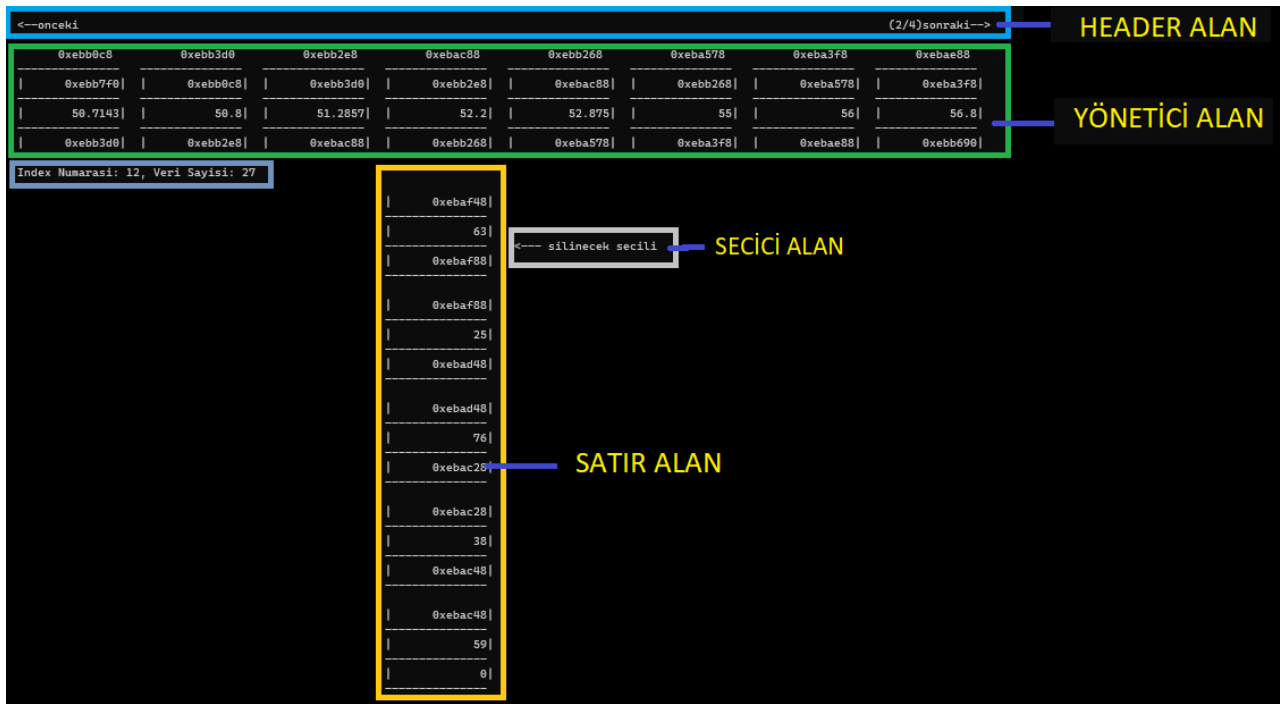 <--onceki (2/4)sonraki--> HEADER ALAN
0xebb0c8 0xebb3d0 0xebb2e8 0xebac88 0xebb268 0xeba578 0xeba3f8 0xebae88
| 0xebb7f0| | 0xebb0c8| | 0xebb3d0| | 0xebb2e8| | 0xebac88| | 0xebb268| | 0xeba578| | 0xeba3f8|
| 50.7143| | 50.8| | 51.2857| | 52.2| | 52.875| | 55| | 56| | 56.8| YÖNETİCİ ALAN
| 0xebb3d0| | 0xebb2e8| | 0xebac88| | 0xebb268| | 0xeba578| | 0xeba3f8| | 0xebae88| | 0xebb690|
Index Numarasi: 12, Veri Sayisi: 27
| 0xebaf48|
| 63|
<--- silinecek secili SECİCİ ALAN
| 0xebaf88|
| 0xebaf88|
| 25|
| 0xebad48|
| 0xebad48|
| 76|
| 0xebac28| SATIR ALAN
| 0xebac28|
| 38|
| 0xebac48|
| 0xebac48|
| 59|
| 0|